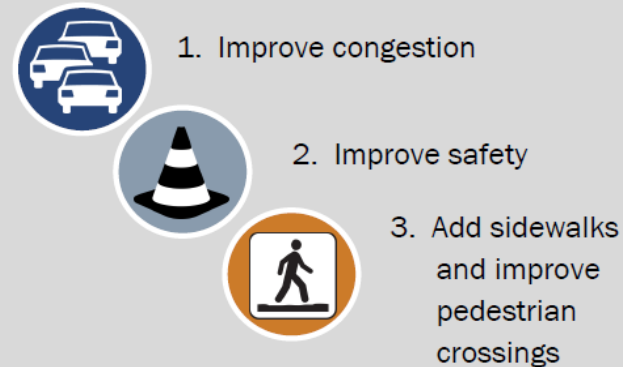 1. Improve congestion
2. Improve safety
3. Add sidewalks
and improve
pedestrian
crossings